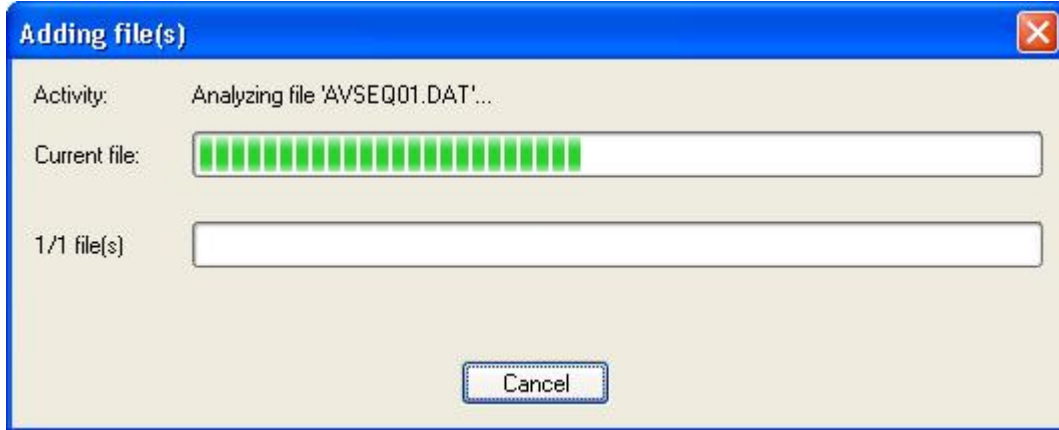 Adding file(s)
Activity: Analyzing file 'AVSEQ01.DAT'...
Current file:
1/1 file(s)
Cancel